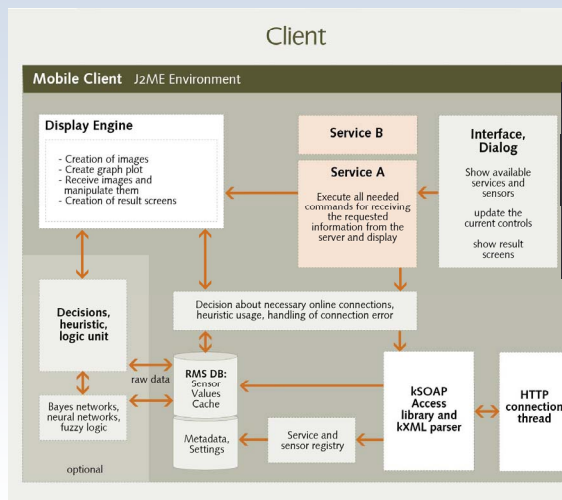 Client
Mobile Client J2ME Environment
Display Engine
- Creation of images
- Create graph plot
- Receive images and
manipulate them
- Creation of result screens
Service B
Service A
Execute all needed
commands for receiving
the requested
information from the
server and display
Interface,
Dialog
Show available
services and
sensors
update the
current controls
show result
screens
Decisions,
heuristic,
logic unit
Decision about necessary online connections,
heuristic usage, handling of connection error
raw data
RMS DB:
Sensor
Values
Cache
Bayes networks,
neural networks,
fuzzy logic
Metadata,
Settings
Service and
sensor registry
kSOAP
Access
library and
kXML parser
HTTP
connection
thread
optional